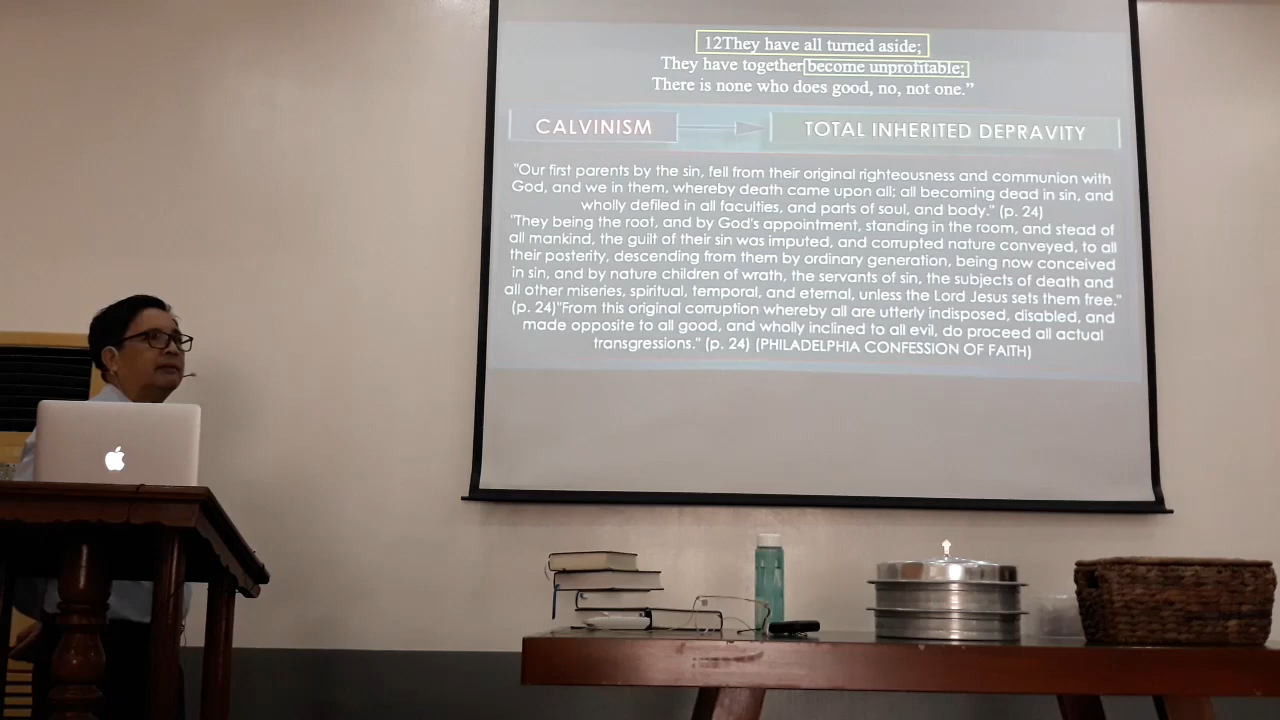 12They have all turned aside;
They have together become unprofitable;
There is none who does good, no, not one.”
CALVINISM
TOTAL INHERITED DEPRAVITY
"Our first parents by the sin, fell from their original righteousness and communion with
God, and we in them, whereby death came upon all; all becoming dead in sin, and
wholly defiled in all faculties, and parts of soul, and body." (p. 24)
"They being the root, and by God's appointment, standing in the room, and stead of
all mankind, the guilt of their sin was imputed, and corrupted nature conveyed, to all
their posterity, descending from them by ordinary generation, being now conceived
in sin, and by nature children of wrath, the servants of sin, the subjects of death and
all other miseries, spiritual, temporal, and eternal, unless the Lord Jesus sets them free."
(p. 24)"From this original corruption whereby all are utterly indisposed, disabled, and
made opposite to all good, and wholly inclined to all evil, do proceed all actual
transgressions." (p. 24) (PHILADELPHIA CONFESSION OF FAITH)